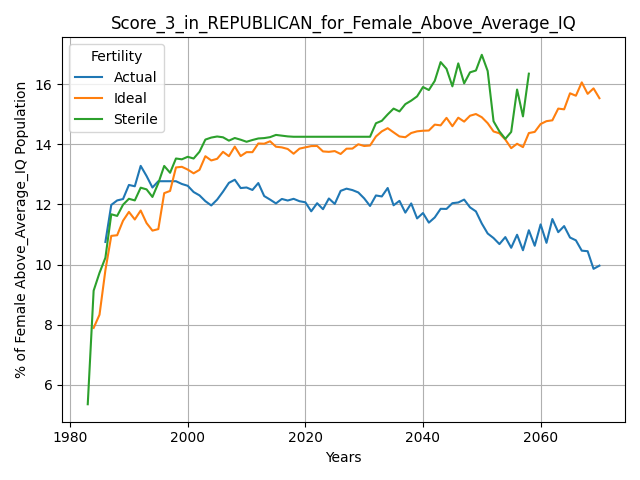 Score_3_in_REPUBLICAN_for_Female_Above_Average_IQ
Fertility
Actual
Ideal
Sterile
% of Female Above_Average_IQ Population
16
14
12
10
8
6
1980
2000
2020
2040
2060
Years